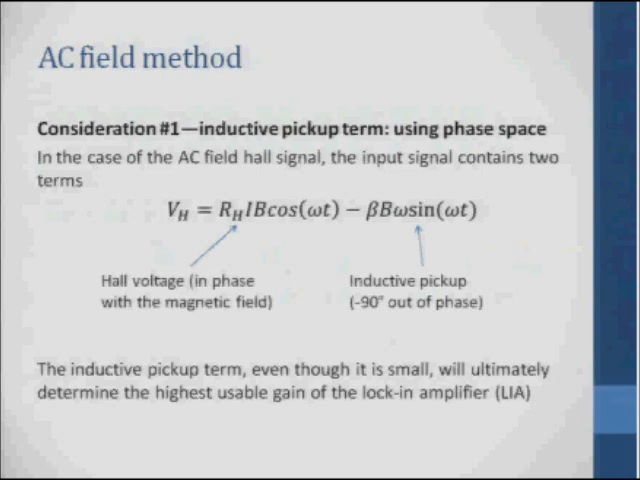 AC field method
Consideration #1—inductive pickup term: using phase space
In the case of the AC field hall signal, the input signal contains two
terms
V_H = R_H IBcos(ωt) − βBωsin(ωt)
Hall voltage (in phase
with the magnetic field)
Inductive pickup
(-90° out of phase)
The inductive pickup term, even though it is small, will ultimately
determine the highest usable gain of the lock-in amplifier (LIA)